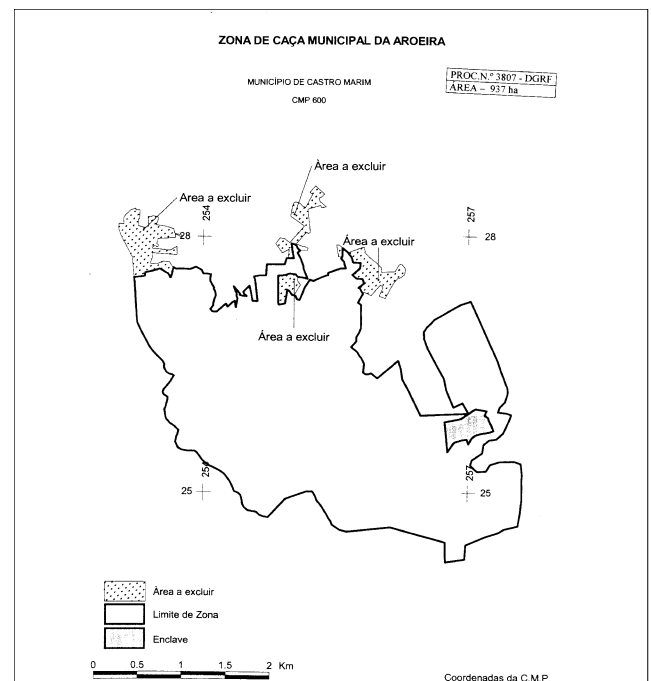 ZONA DE CAÇA MUNICIPAL DA AROEIRA
MUNICÍPIO DE CASTRO MARIM
CMP 600
PROC.N.º 3807 - DGRF
ÁREA – 937 ha
Àrea a excluir
Área a excluir
254
28
257
28
Área a excluir
Área a excluir
254
25
257
25
Àrea a excluir
Limite de Zona
Enclave
0 0.5 1 1.5 2 Km
Coordenadas da C.M.P